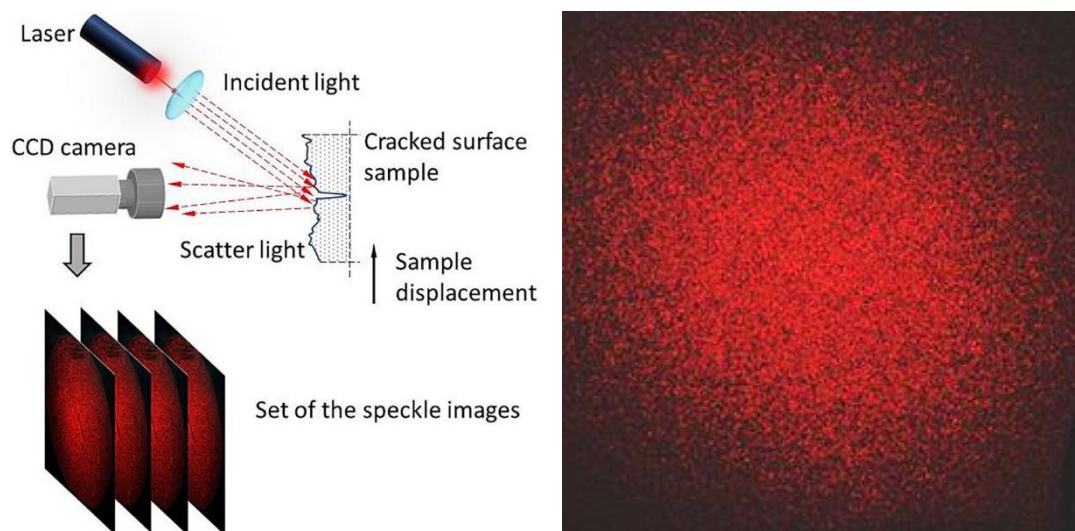 Laser
Incident light
CCD camera
Cracked surface
sample
Scatter light
Sample
displacement
Set of the speckle images